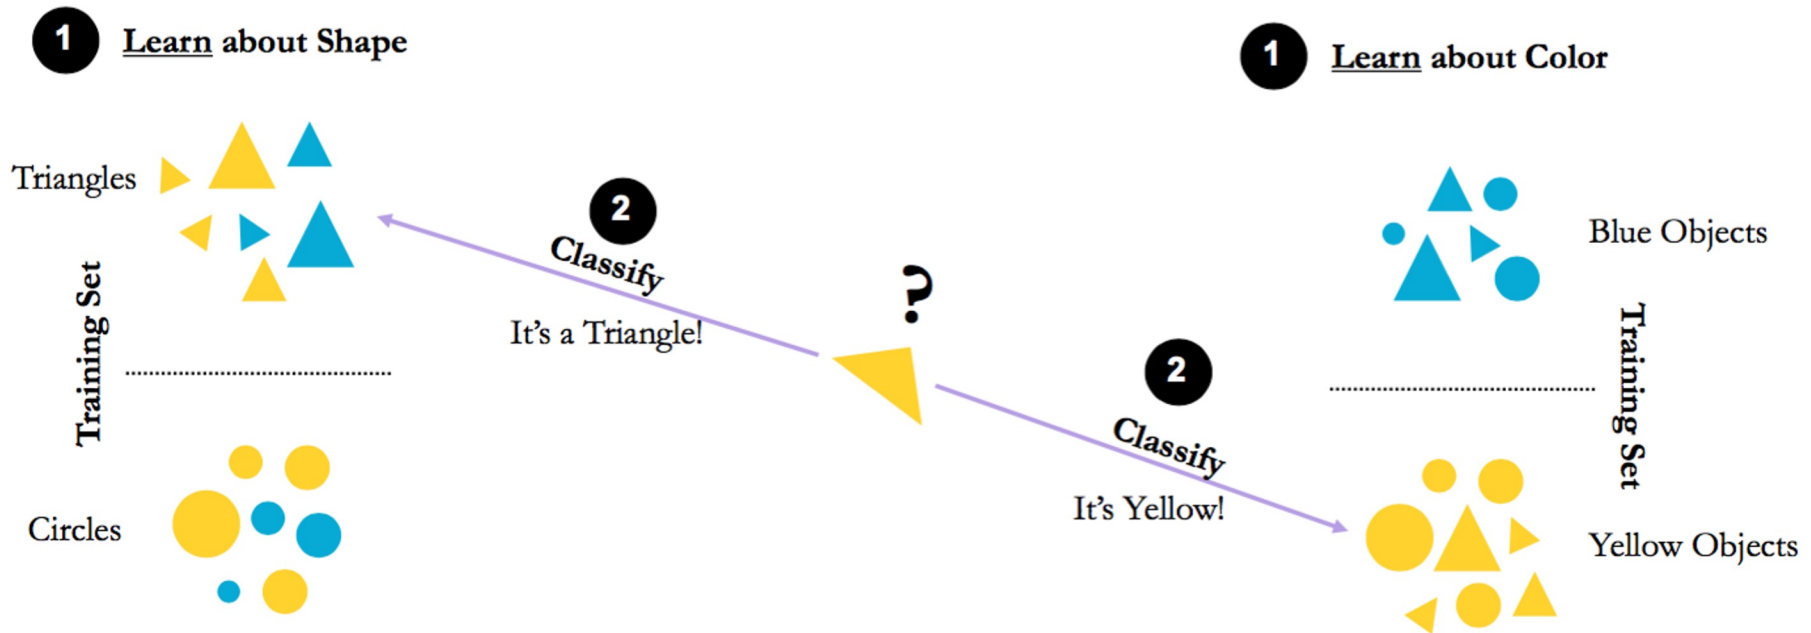 1 Learn about Shape
Triangles
Training Set
Circles
2
Classify
It's a Triangle!
?
2
Classify
It's Yellow!
1 Learn about Color
Blue Objects
Training Set
Yellow Objects